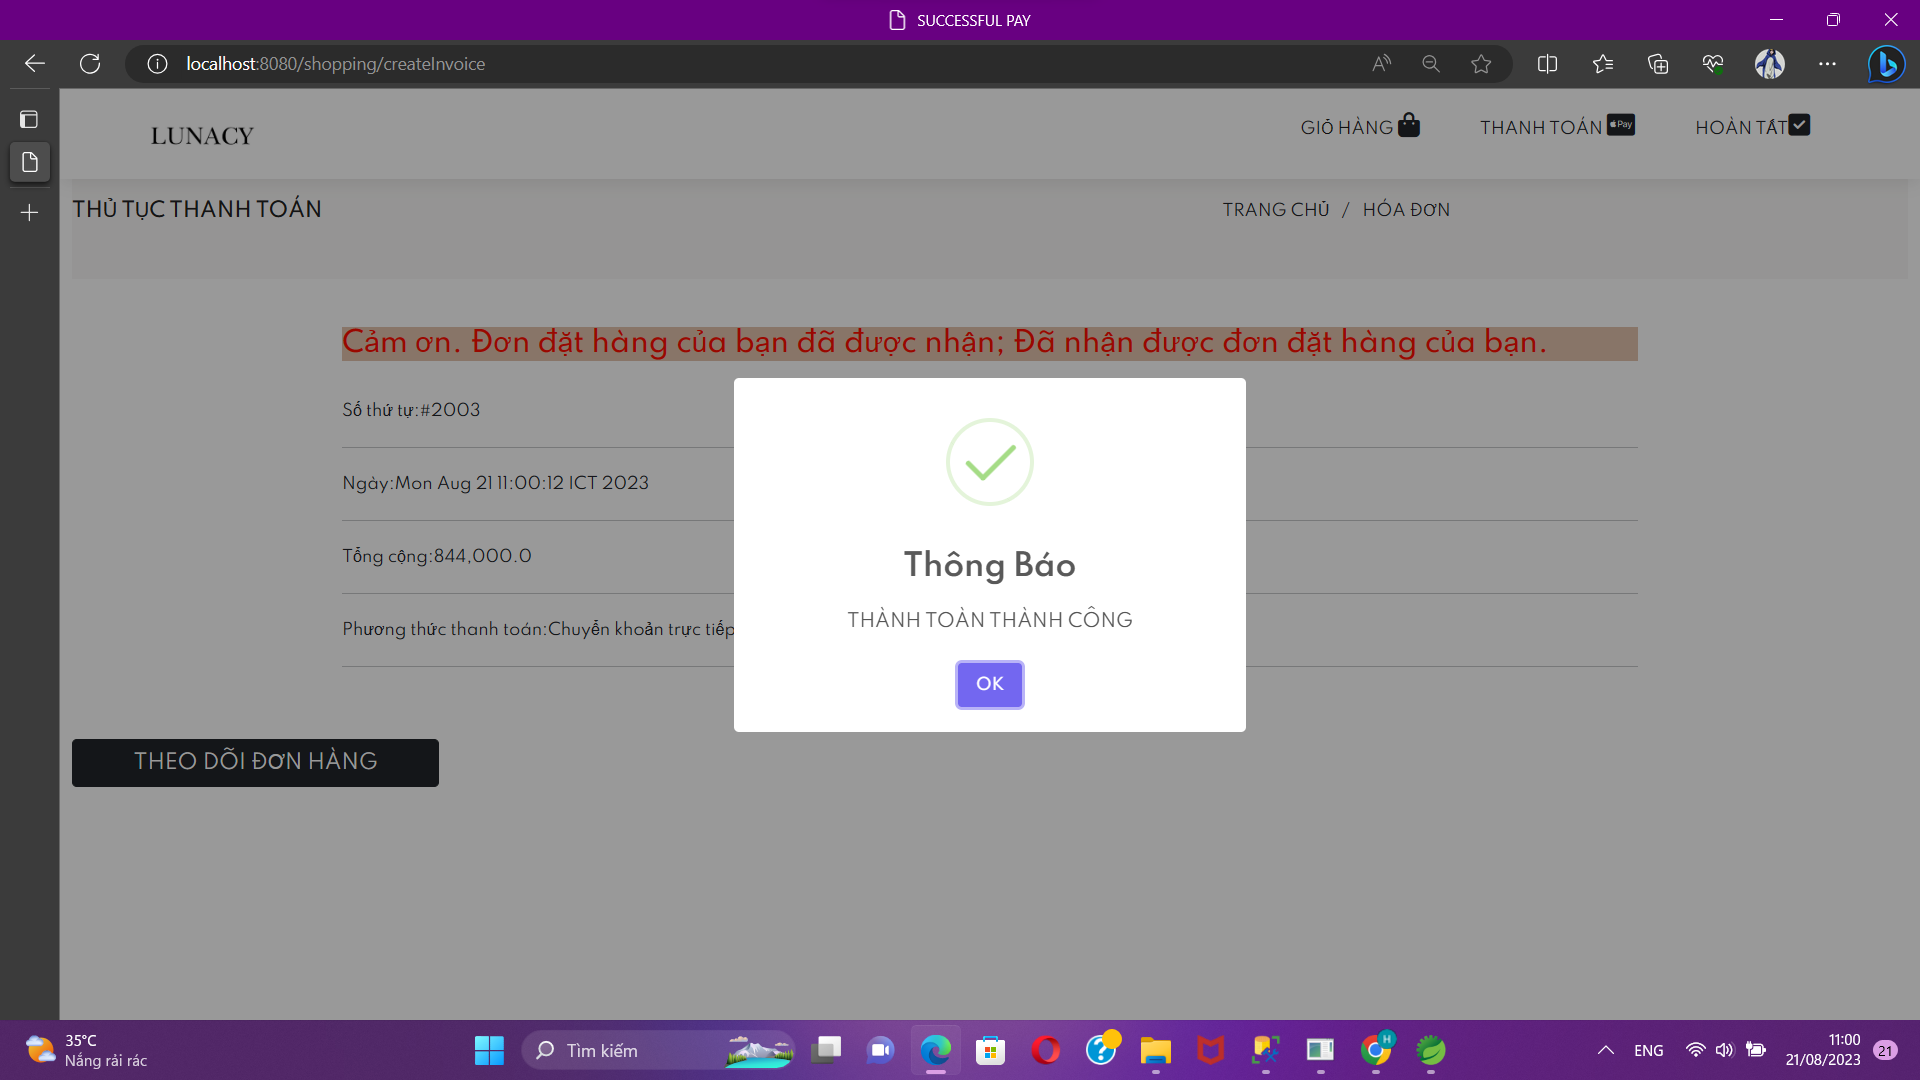 SUCCESSFUL PAY
localhost:8080/shopping/createInvoice
LUNACY
GIỎ HÀNG
THANH TOÁN
Pay
HOÀN TẤT
THỦ TỤC THANH TOÁN
TRANG CHỦ / HÓA ĐƠN
Cảm ơn. Đơn đặt hàng của bạn đã được nhận; Đã nhận được đơn đặt hàng của bạn.
Số thứ tự:#2003
Ngày:Mon Aug 21 11:00:12 ICT 2023
Tổng cộng:844,000.0
Phương thức thanh toán:Chuyển khoản trực tiếp
Thông Báo
THÀNH TOÀN THÀNH CÔNG
OK
THEO DÕI ĐƠN HÀNG
35°C
Nắng rải rác
Tìm kiếm
H
ENG
11:00
21/08/2023
21